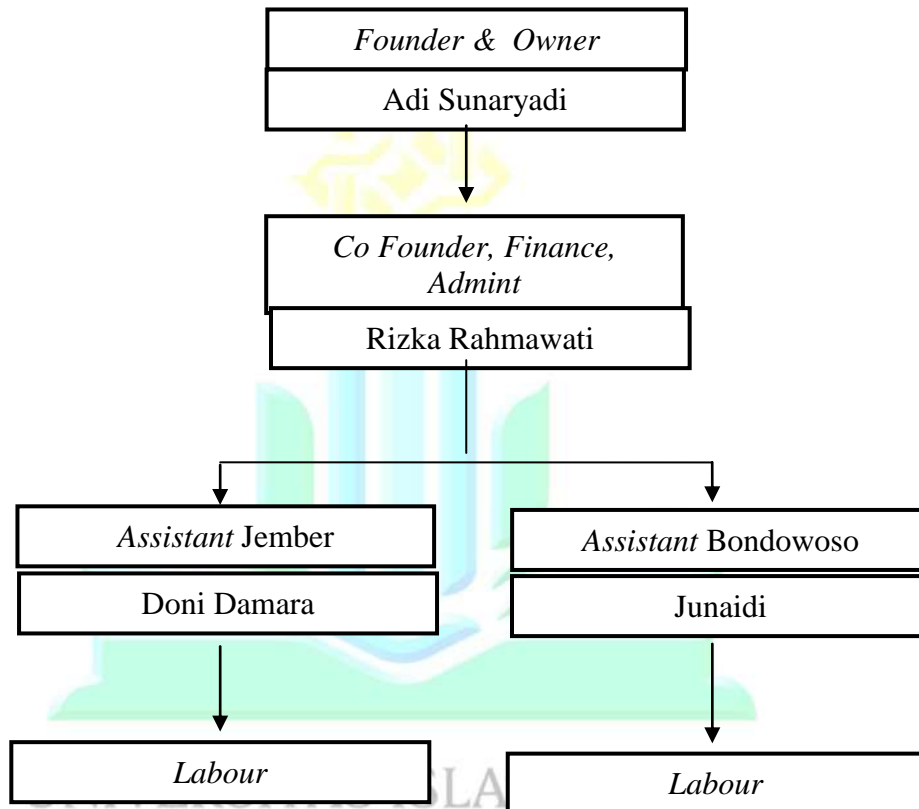 Founder & Owner
Adi Sunaryadi
Co Founder, Finance,
Admint
Rizka Rahmawati
Assistant Jember
Assistant Bondowoso
Doni Damara
Junaidi
Labour
Labour